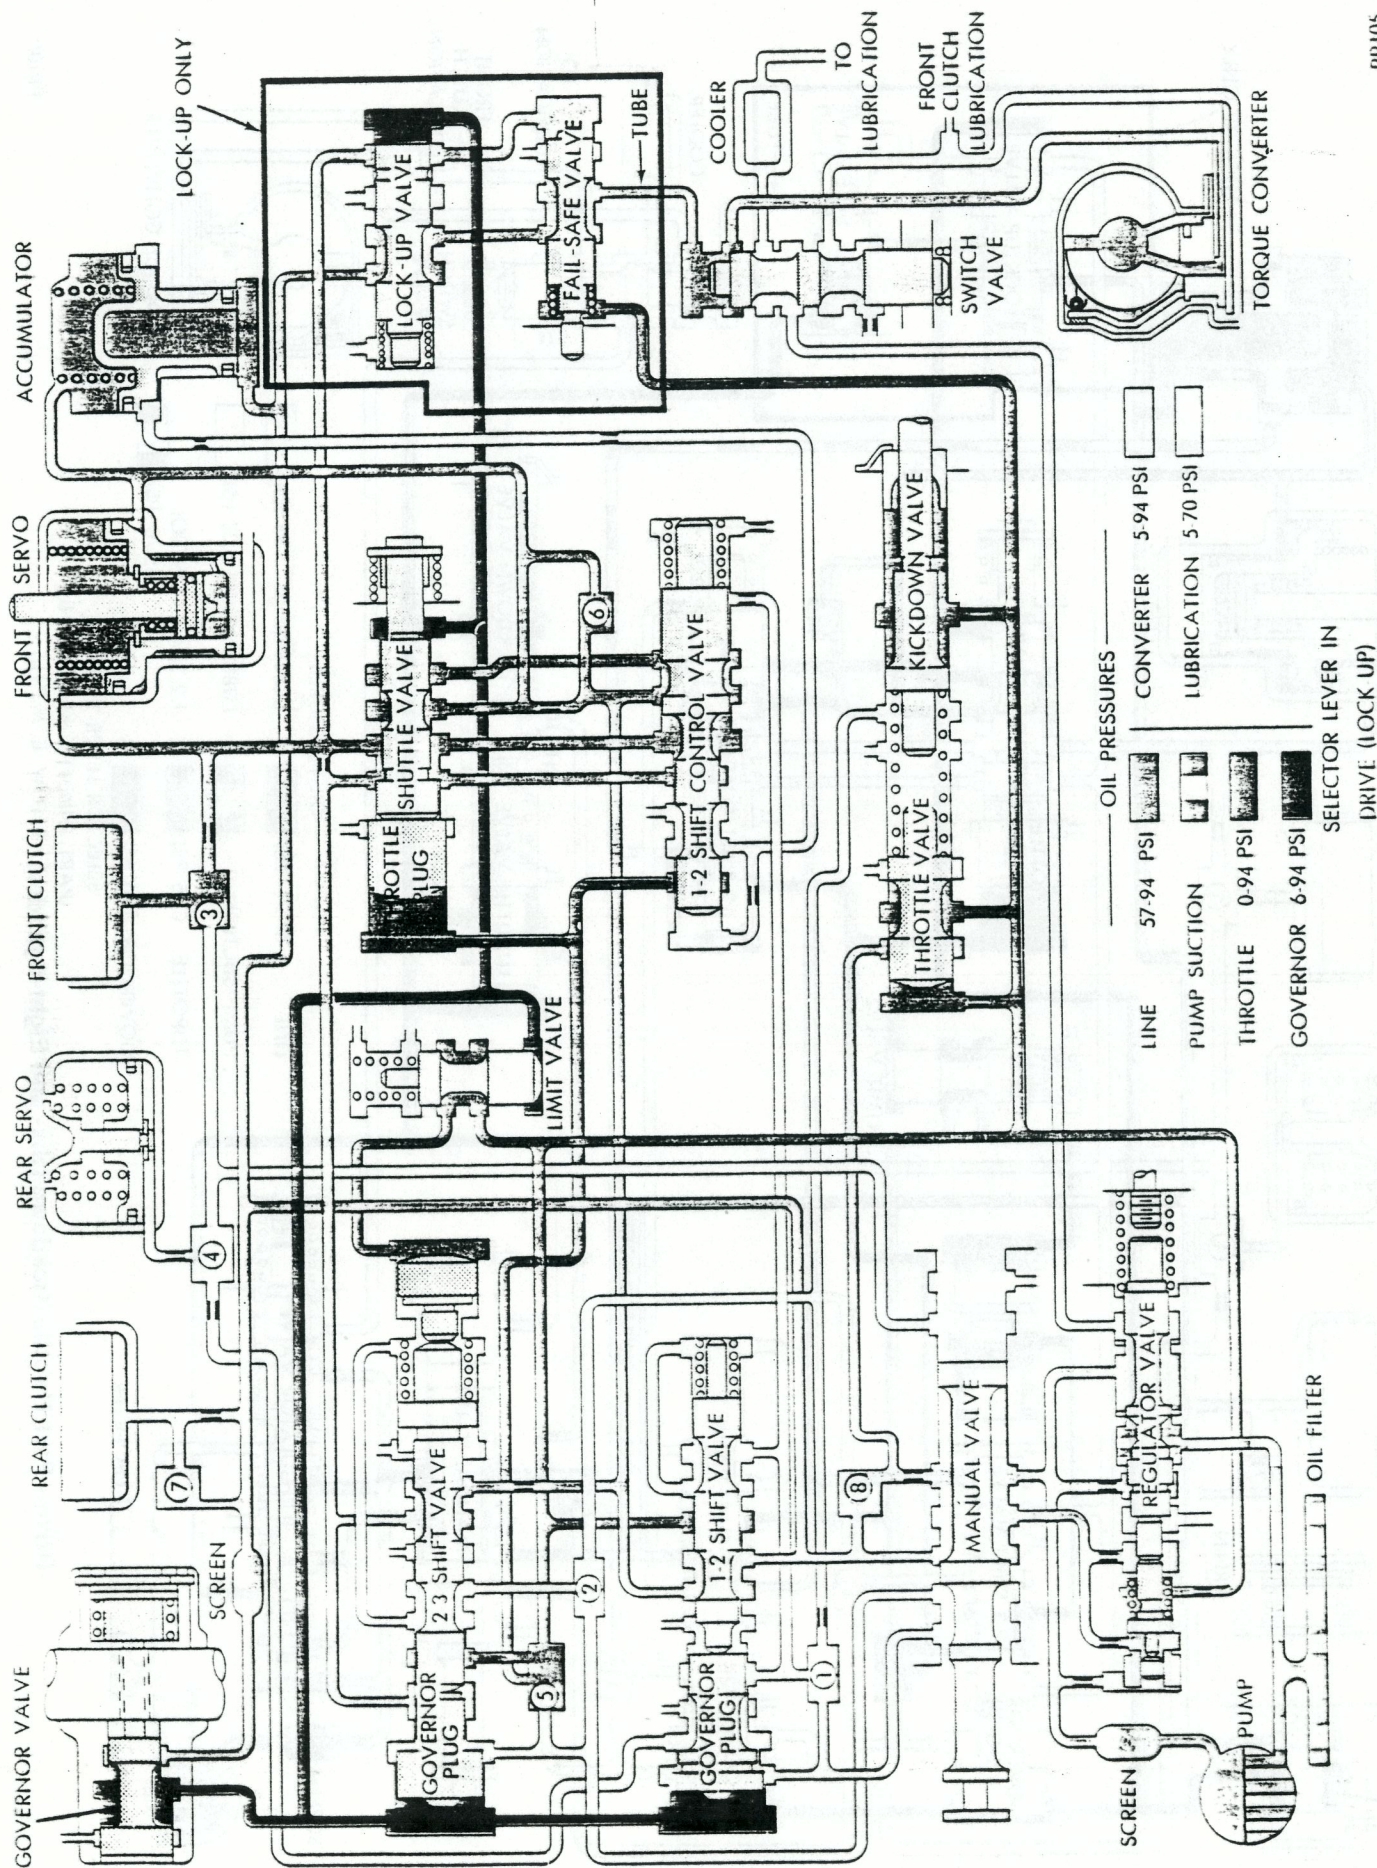 GOVERNOR VALVE
REAR CLUTCH
REAR SERVO
FRONT CLUTCH
FRONT SERVO
ACCUMULATOR
LOCK-UP ONLY
SCREEN
7
4
3
LOCK-UP VALVE
FAIL-SAFE VALVE
TUBE
GOVERNOR
PLUG
2 3 SHIFT VALVE
LIMIT VALVE
THROTTLE
PLUG
SHUTTLE VALVE
6
5
2
GOVERNOR
PLUG
1-2 SHIFT VALVE
1-2 SHIFT CONTROL VALVE
COOLER
TO
LUBRICATION
FRONT
CLUTCH
LUBRICATION
SWITCH
VALVE
1
8
MANUAL VALVE
THROTTLE VALVE
KICKDOWN VALVE
TORQUE CONVERTER
SCREEN
PUMP
REGULATOR VALVE
OIL FILTER
OIL PRESSURES
LINE 57-94 PSI
CONVERTER 5-94 PSI
PUMP SUCTION
LUBRICATION 5-70 PSI
THROTTLE 0-94 PSI
GOVERNOR 6-94 PSI
SELECTOR LEVER IN
DRIVE (LOCK UP)